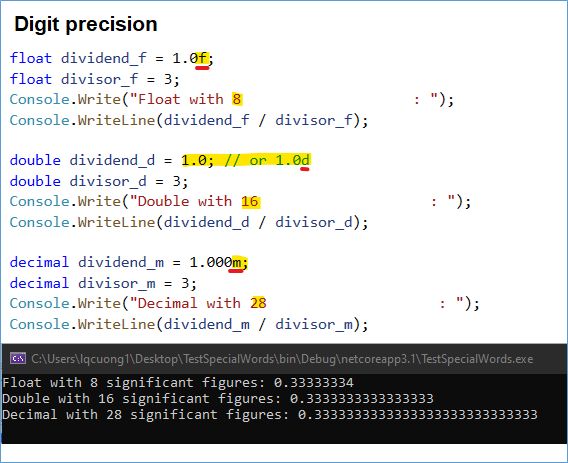 Digit precision
float dividend_f = 1.0f;
float divisor_f = 3;
Console.Write("Float with 8 : ");
Console.WriteLine(dividend_f / divisor_f);
double dividend_d = 1.0; // or 1.0d
double divisor_d = 3;
Console.Write("Double with 16 : ");
Console.WriteLine(dividend_d / divisor_d);
decimal dividend_m = 1.000m;
decimal divisor_m = 3;
Console.Write("Decimal with 28 : ");
Console.WriteLine(dividend_m / divisor_m);
C:\Users\lqcuong1\Desktop\TestSpecialWords\bin\Debug\netcoreapp3.1\TestSpecialWords.exe
Float with 8 significant figures: 0.33333334
Double with 16 significant figures: 0.3333333333333333
Decimal with 28 significant figures: 0.3333333333333333333333333333